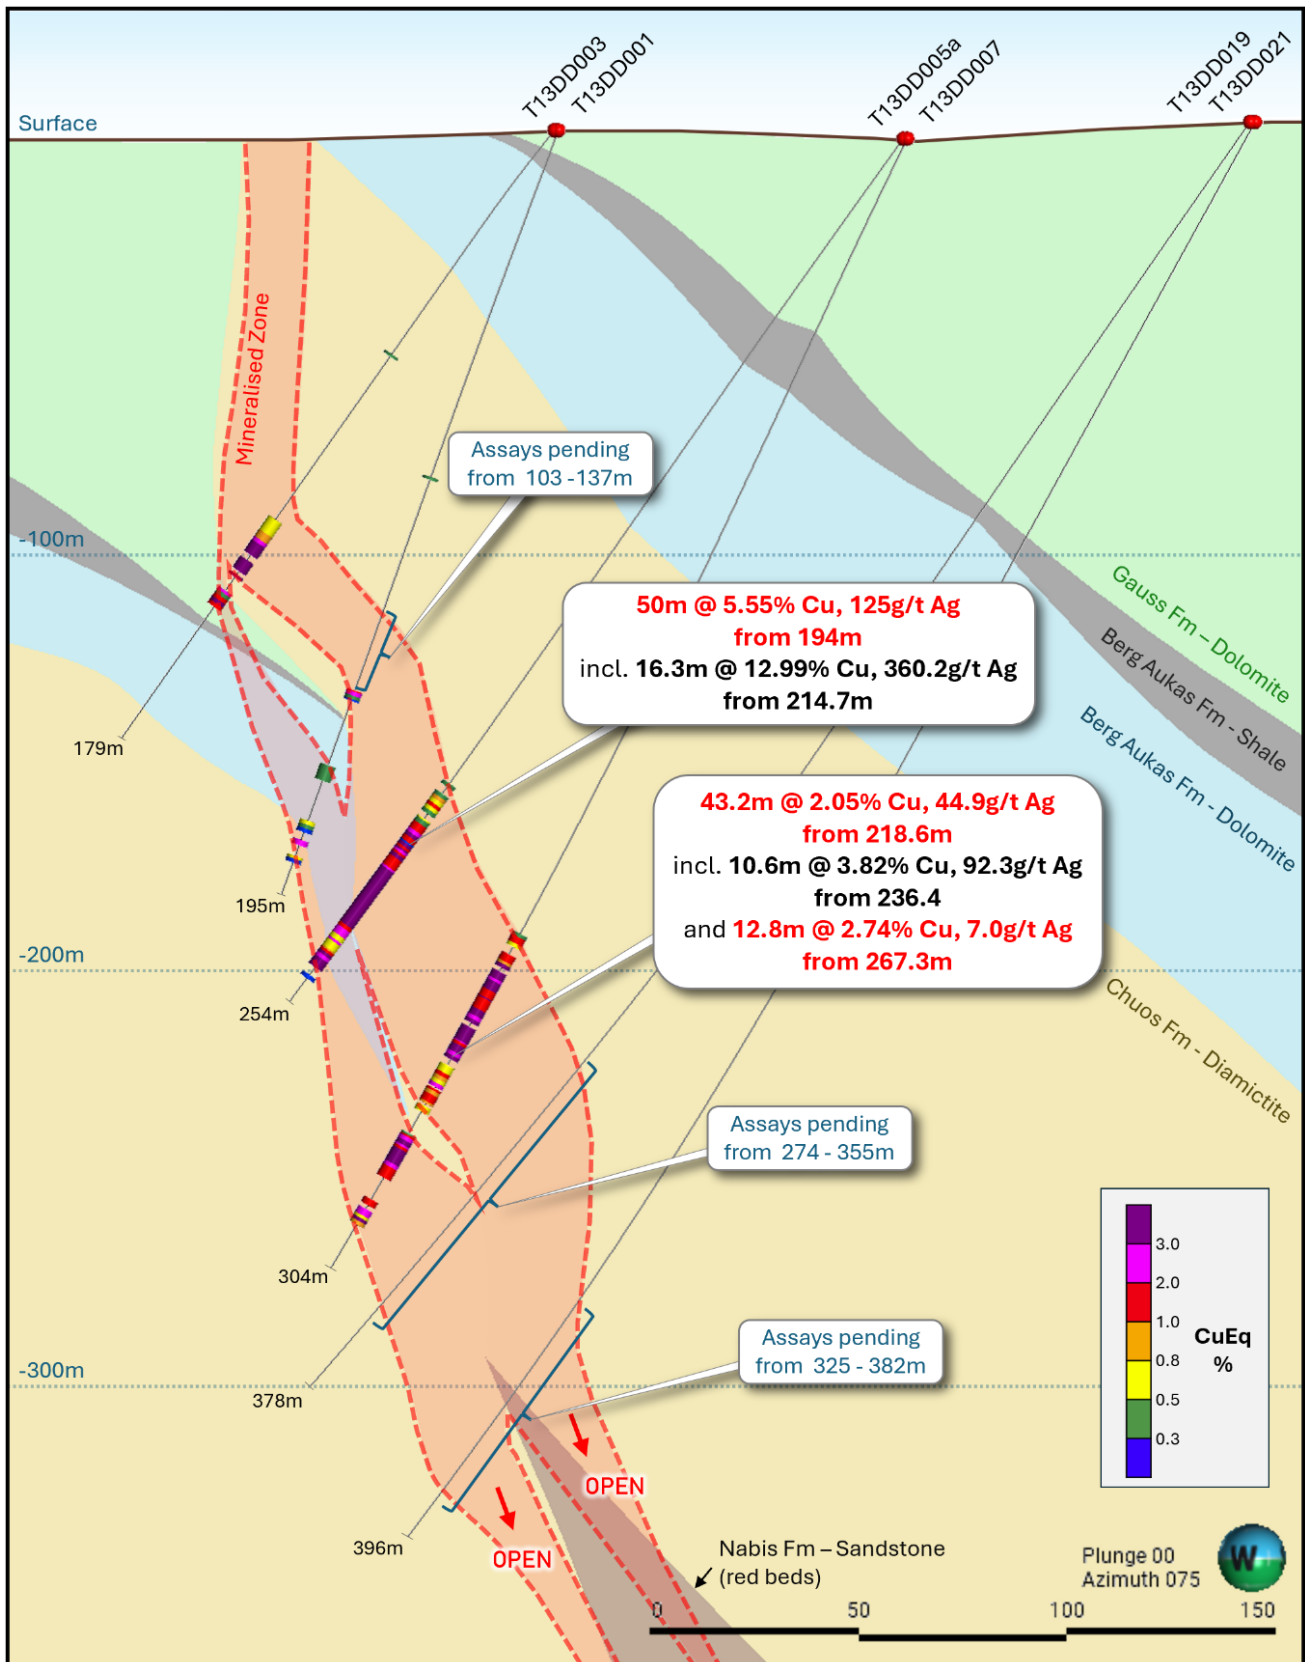 T13DD003
T13DD001
T13DD005a
T13DD007
T13DD019
T13DD021
Surface
Mineralised Zone
Assays pending
from 103 -137m
-100m
50m @ 5.55% Cu, 125g/t Ag
from 194m
incl. 16.3m @ 12.99% Cu, 360.2g/t Ag
from 214.7m
Gauss Fm – Dolomite
Berg Aukas Fm - Shale
Berg Aukas Fm - Dolomite
179m
43.2m @ 2.05% Cu, 44.9g/t Ag
from 218.6m
incl. 10.6m @ 3.82% Cu, 92.3g/t Ag
from 236.4
and 12.8m @ 2.74% Cu, 7.0g/t Ag
from 267.3m
195m
-200m
254m
Chuos Fm - Diamictite
Assays pending
from 274 - 355m
304m
3.0
2.0
1.0
0.8
0.5
0.3
CuEq
%
Assays pending
from 325 - 382m
-300m
378m
OPEN
OPEN
396m
Nabis Fm – Sandstone
(red beds)
Plunge 00
Azimuth 075
W
0 50 100 150